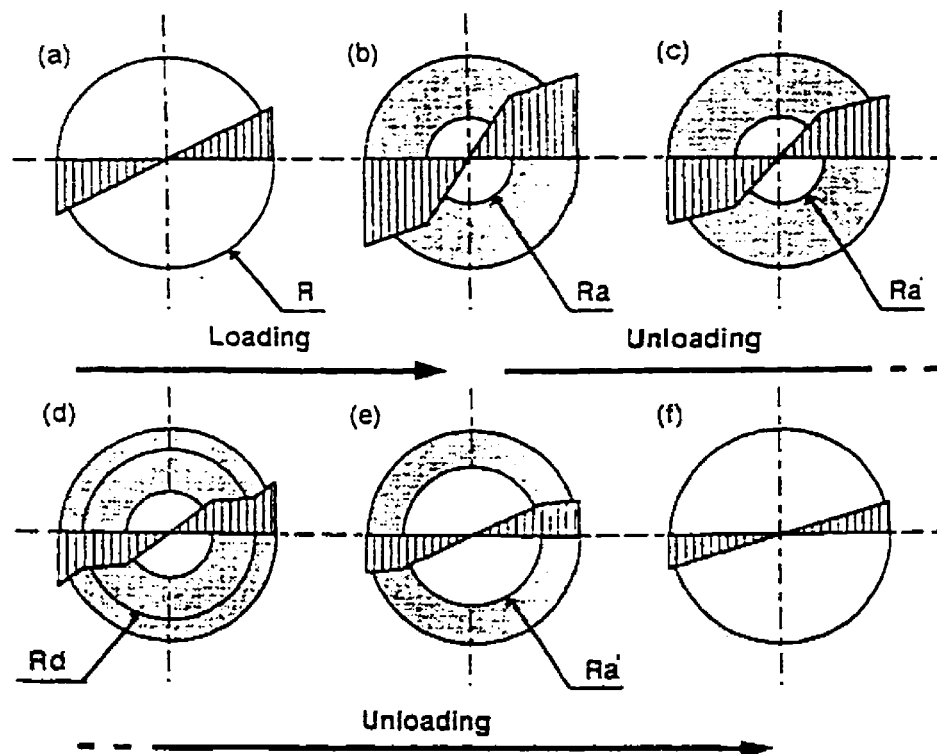 (a)
(b)
(c)
R
Ra
Ra'
Loading
Unloading
(d)
(e)
(f)
Rd
Ra'
Unloading